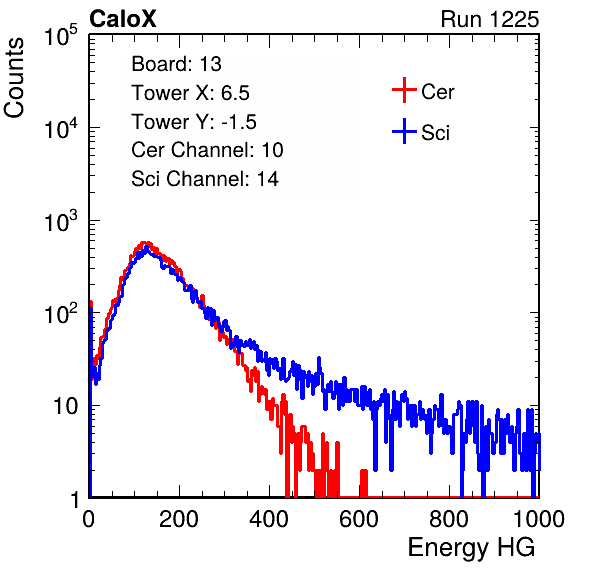 CaloX Run 1225
Counts
10^5
10^4
10^3
10^2
10
1
Board: 13
Tower X: 6.5
Tower Y: -1.5
Cer Channel: 10
Sci Channel: 14
Cer
Sci
0 200 400 600 800 1000
Energy HG